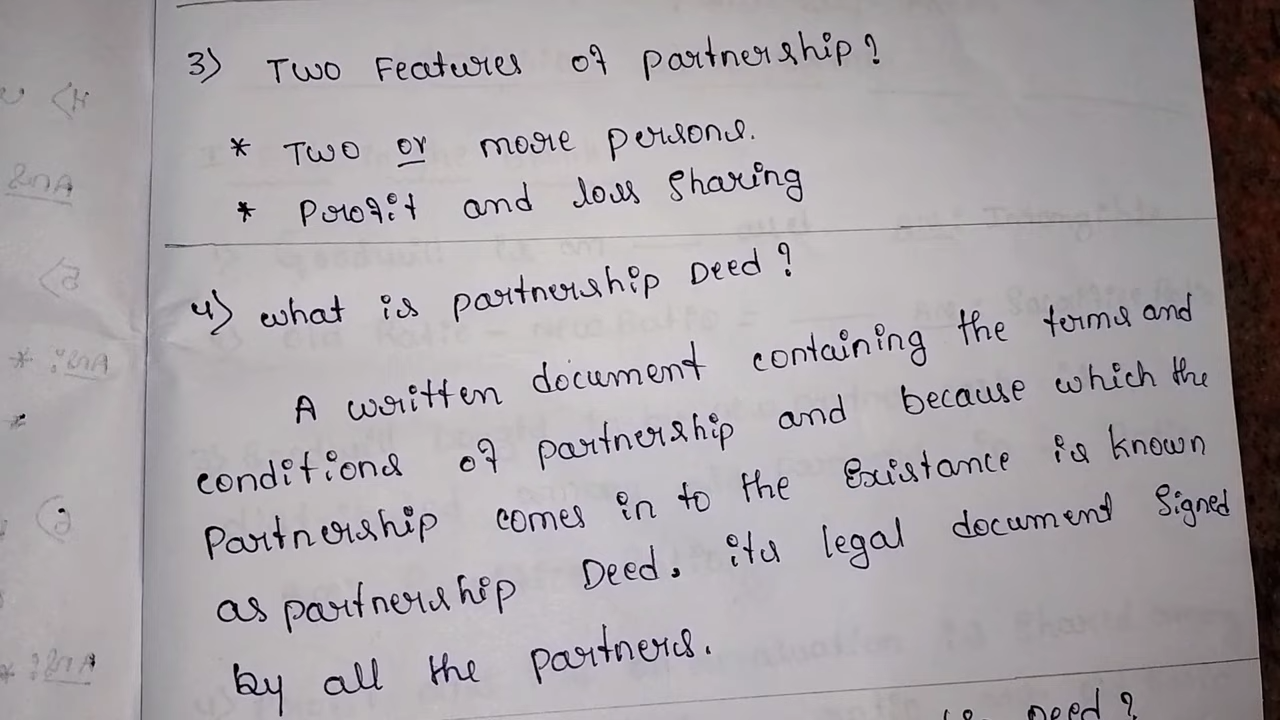 3) Two Features of partnership?
* Two or more persons.
* Profit and loss sharing
4) What is partnership Deed?
A written document containing the terms and
conditions of partnership and because which the
Partnership comes in to the Existance is known
as partnership Deed. its legal document signed
by all the partners.
Deed?